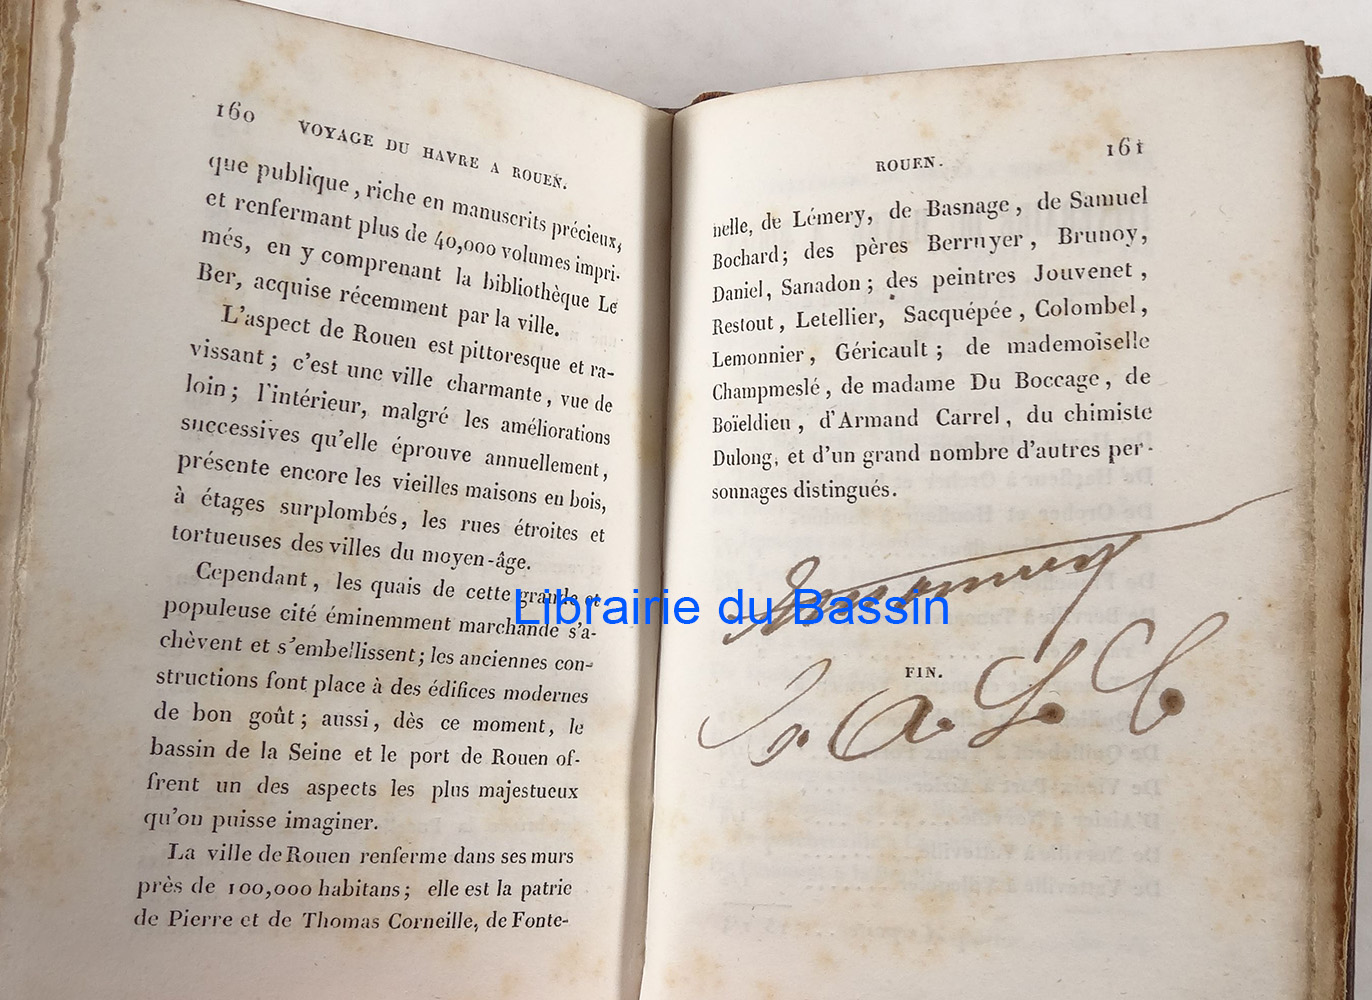 160 VOYAGE DU HAVRE A ROUEN.
que publique, riche en manuscrits précieux,
et renfermant plus de 40,000 volumes impri-
més, en y comprenant la bibliothèque Le
Ber, acquise récemment par la ville.
L'aspect de Rouen est pittoresque et ra-
vissant; c'est une ville charmante, vue de
loin; l'intérieur, malgré les améliorations
successives qu'elle éprouve annuellement,
présente encore les vieilles maisons en bois,
à étages surplombés, les rues étroites et
tortueuses des villes du moyen-âge.
Cependant, les quais de cette grande et
populeuse cité éminemment marchande s'a-
chèvent et s'embellissent; les anciennes con-
structions font place à des édifices modernes
de bon goût; aussi, dès ce moment, le
bassin de la Seine et le port de Rouen of-
frent un des aspects les plus majestueux
qu'on puisse imaginer.
La ville de Rouen renferme dans ses murs
près de 100,000 habitans; elle est la patrie
de Pierre et de Thomas Corneille, de Fonte-
ROUEN. 161
nelle, de Lémery, de Basnage, de Samuel
Bochard; des pères Berruyer, Brunoy,
Daniel, Sanadon; des peintres Jouvenet,
Restout, Letellier, Sacquépée, Colombel,
Lemonnier, Géricault; de mademoiselle
Champmeslé, de madame Du Boccage, de
Boïeldieu, d'Armand Carrel, du chimiste
Dulong, et d'un grand nombre d'autres per-
sonnages distingués.
Librairie du Bassin
FIN.